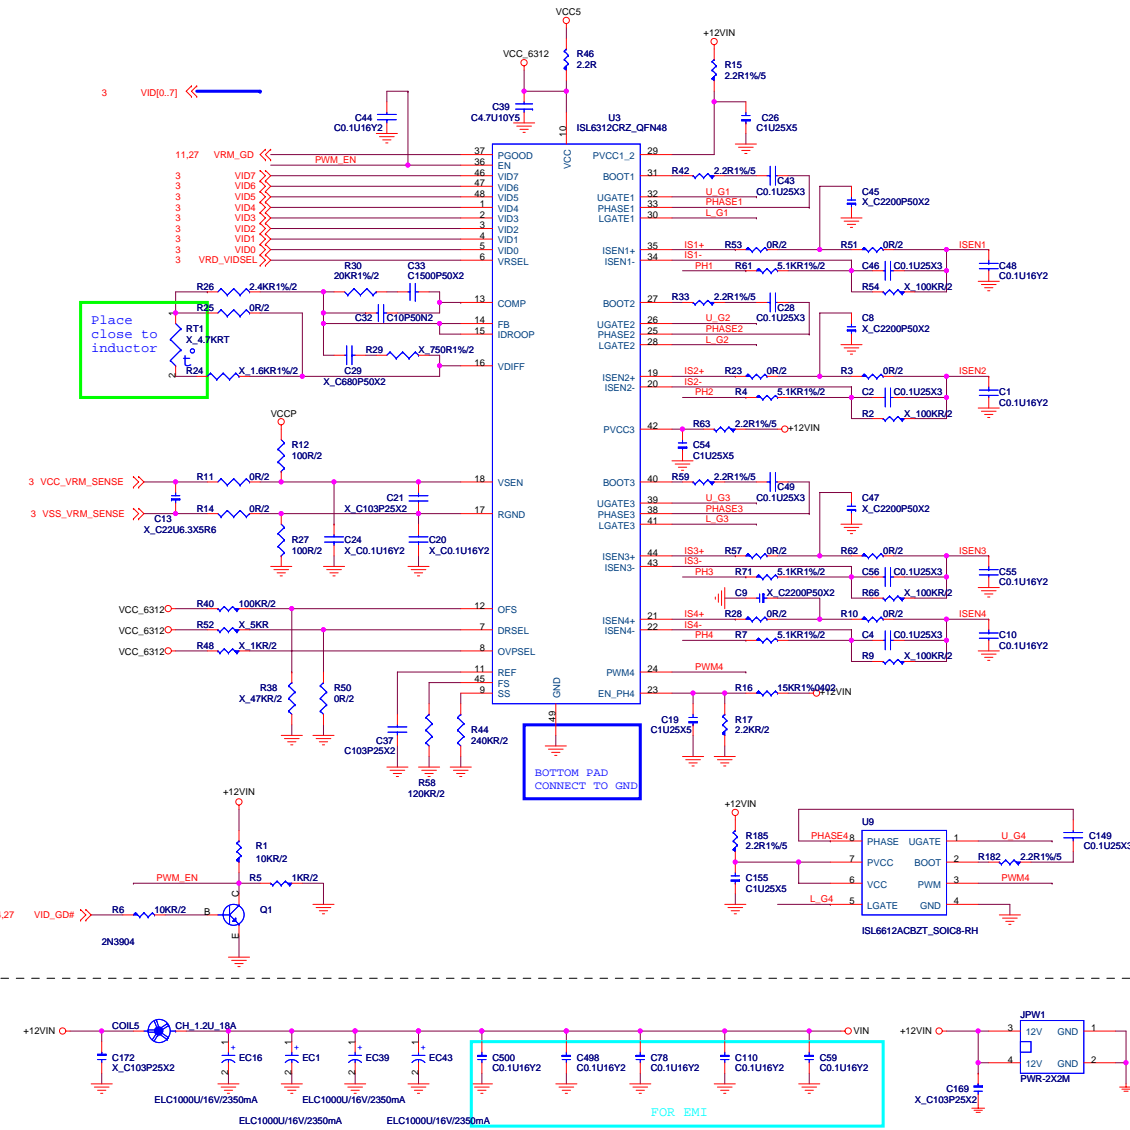 VCC5
VCC_6312
R46
2.2R
+12VIN
R15
2.2R1%/5
3 VID[0..7]
C44
C0.1U16Y2
C39
C4.7U10Y5
U3
ISL6312CRZ_QFN48
C26
C1U25X5
11,27 VRM_GD
PWM_EN
3 VID7
3 VID6
3 VID5
3 VID4
3 VID3
3 VID2
3 VID1
3 VID0
3 VRD_VIDSEL
37 PGOOD
36 EN
46 VID7
47 VID6
48 VID5
1 VID4
2 VID3
3 VID2
4 VID1
5 VID0
6 VRSEL
13 COMP
14 FB
15 IDROOP
16 VDIFF
18 VSEN
17 RGND
12 OFS
7 DRSEL
8 OVPSEL
11 REF
45 FS
9 SS
10 VCC
49 GND
PVCC1_2 29
BOOT1 31
UGATE1 32
PHASE1 33
LGATE1 30
ISEN1+ 35
ISEN1- 34
BOOT2 27
UGATE2 26
PHASE2 25
LGATE2 28
ISEN2+ 19
ISEN2- 20
PVCC3 42
BOOT3 40
UGATE3 39
PHASE3 38
LGATE3 41
ISEN3+ 44
ISEN3- 43
ISEN4+ 21
ISEN4- 22
PWM4 24
EN_PH4 23
R42 2.2R1%/5
C43
C0.1U25X3
U_G1
PHASE1
L_G1
C45
X_C2200P50X2
IS1+ R53 0R/2 R51 0R/2 ISEN1
IS1-
PH1 R61 5.1KR1%/2 C46 C0.1U25X3
R54 X_100KR/2
C48
C0.1U16Y2
R33 2.2R1%/5
C28
C0.1U25X3
U_G2
PHASE2
L_G2
C8
X_C2200P50X2
IS2+ R23 0R/2 R3 0R/2 ISEN2
IS2-
PH2 R4 5.1KR1%/2 C2 C0.1U25X3
R2 X_100KR/2
C1
C0.1U16Y2
R63 2.2R1%/5 +12VIN
C54
C1U25X5
R59 2.2R1%/5
C49
C0.1U25X3
U_G3
PHASE3
L_G3
C47
X_C2200P50X2
IS3+ R57 0R/2 R62 0R/2 ISEN3
IS3-
PH3 R71 5.1KR1%/2 C56 C0.1U25X3
R66 X_100KR/2
C55
C0.1U16Y2
C9 X_C2200P50X2
IS4+ R28 0R/2 R10 0R/2 ISEN4
IS4-
PH4 R7 5.1KR1%/2 C4 C0.1U25X3
R9 X_100KR/2
C10
C0.1U16Y2
PWM4
R16 15KR1%0402 +12VIN
C19
C1U25X5
R17
2.2KR/2
R26 2.4KR1%/2
R25 0R/2
R30
20KR1%/2
C33
C1500P50X2
C32 C10P50N2
R29 X_750R1%/2
C29
X_C680P50X2
Place
close to
inductor
RT1
X_4.7KRT
t
2
R24 X_1.6KR1%/2
VCCP
R12
100R/2
3 VCC_VRM_SENSE
R11 0R/2
3 VSS_VRM_SENSE
R14 0R/2
C13
X_C22U6.3X5R6
R27
100R/2
C24
X_C0.1U16Y2
C21
X_C103P25X2
C20
X_C0.1U16Y2
VCC_6312 R40 100KR/2
VCC_6312 R52 X_5KR
VCC_6312 R48 X_1KR/2
R38
X_47KR/2
R50
0R/2
C37
C103P25X2
R58
120KR/2
R44
240KR/2
BOTTOM PAD
CONNECT TO GND
+12VIN
R1
10KR/2
PWM_EN
R5 1KR/2
,27 VID_GD#
R6 10KR/2
B
C
E
Q1
2N3904
+12VIN
R185
2.2R1%/5
C155
C1U25X5
U9
PHASE4 8 PHASE UGATE 1 U_G4
7 PVCC BOOT 2 R182 2.2R1%/5
6 VCC PWM 3 PWM4
L_G4 5 LGATE GND 4
ISL6612ACBZT_SOIC8-RH
C149
C0.1U25X3
+12VIN
COIL5 CH_1.2U_18A
C172
X_C103P25X2
1 + EC16 2
ELC1000U/16V/2350mA
1 + EC1 2
ELC1000U/16V/2350mA
1 + EC39 2
ELC1000U/16V/2350mA
1 + EC43 2
ELC1000U/16V/2350mA
C500
C0.1U16Y2
C498
C0.1U16Y2
C78
C0.1U16Y2
C110
C0.1U16Y2
C59
C0.1U16Y2
VIN
FOR EMI
+12VIN
JPW1
3 12V GND 1
4 12V GND 2
PWR-2X2M
C169
X_C103P25X2